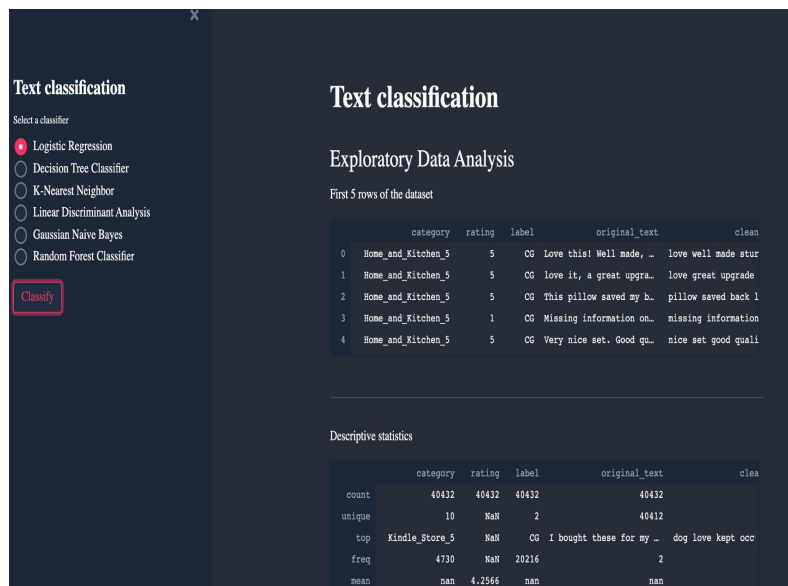 ×
Text classification
Select a classifier
Logistic Regression
Decision Tree Classifier
K-Nearest Neighbor
Linear Discriminant Analysis
Gaussian Naive Bayes
Random Forest Classifier
Classify
Text classification
Exploratory Data Analysis
First 5 rows of the dataset
category rating label original_text clean
0 Home_and_Kitchen_5 5 CG Love this! Well made, … love well made stur
1 Home_and_Kitchen_5 5 CG love it, a great upgra… love great upgrade
2 Home_and_Kitchen_5 5 CG This pillow saved my b… pillow saved back l
3 Home_and_Kitchen_5 1 CG Missing information on… missing information
4 Home_and_Kitchen_5 5 CG Very nice set. Good qu… nice set good quali
Descriptive statistics
category rating label original_text clea
count 40432 40432 40432 40432
unique 10 NaN 2 40412
top Kindle_Store_5 NaN CG I bought these for my … dog love kept occ
freq 4730 NaN 20216 2
mean nan 4.2566 nan nan